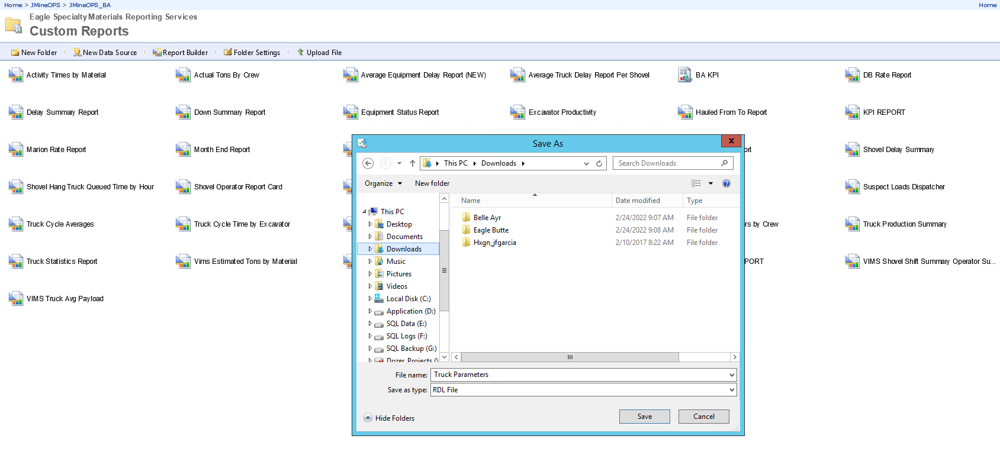 Home > JMineOPS > JMineOPS_BA Home
Eagle Specialty Materials Reporting Services
Custom Reports
New Folder New Data Source Report Builder Folder Settings Upload File
Activity Times by Material Actual Tons By Crew Average Equipment Delay Report (NEW) Average Truck Delay Report Per Shovel BA KPI DB Rate Report
Delay Summary Report Down Summary Report Equipment Status Report Excavator Productivity Hauled From To Report KPI REPORT
Marion Rate Report Month End Report Shovel Delay Summary
Shovel Hang Truck Queued Time by Hour Shovel Operator Report Card Suspect Loads Dispatcher
Truck Cycle Averages Truck Cycle Time by Excavator by Crew Truck Production Summary
Truck Statistics Report Vims Estimated Tons by Material VIMS Shovel Shift Summary Operator Su...
VIMS Truck Avg Payload
Save As
x
This PC Downloads Search Downloads
Organize New folder
Name Date modified Type
This PC
Desktop
Documents
Downloads
Music
Pictures
Videos
Local Disk (C:)
Application (D:)
SQL Data (E:)
SQL Logs (F:)
SQL Backup (G:)
Dozer_Projects (\
Belle Ayr 2/24/2022 9:07 AM File folder
Eagle Butte 2/24/2022 9:08 AM File folder
Hxgn_jfgarcia 2/10/2017 8:22 AM File folder
File name: Truck Parameters
Save as type: RDL File
Hide Folders Save Cancel